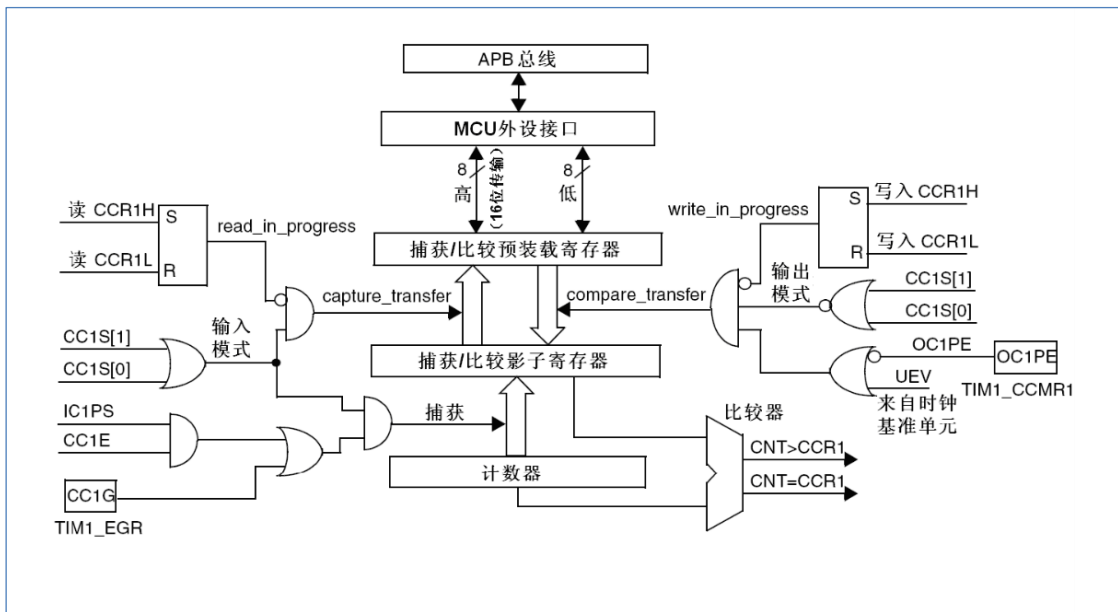 APB 总线
MCU外设接口
8
高
(16位传输)
8
低
读 CCR1H
S
read_in_progress
读 CCR1L
R
捕获/比较预装载寄存器
write_in_progress
S
写入 CCR1H
R
写入 CCR1L
capture_transfer
compare_transfer
输出
模式
CC1S[1]
CC1S[0]
CC1S[1]
输入
模式
CC1S[0]
捕获/比较影子寄存器
OC1PE
OC1PE
UEV
TIM1_CCMR1
来自时钟
基准单元
IC1PS
CC1E
捕获
比较器
CNT>CCR1
CNT=CCR1
计数器
CC1G
TIM1_EGR